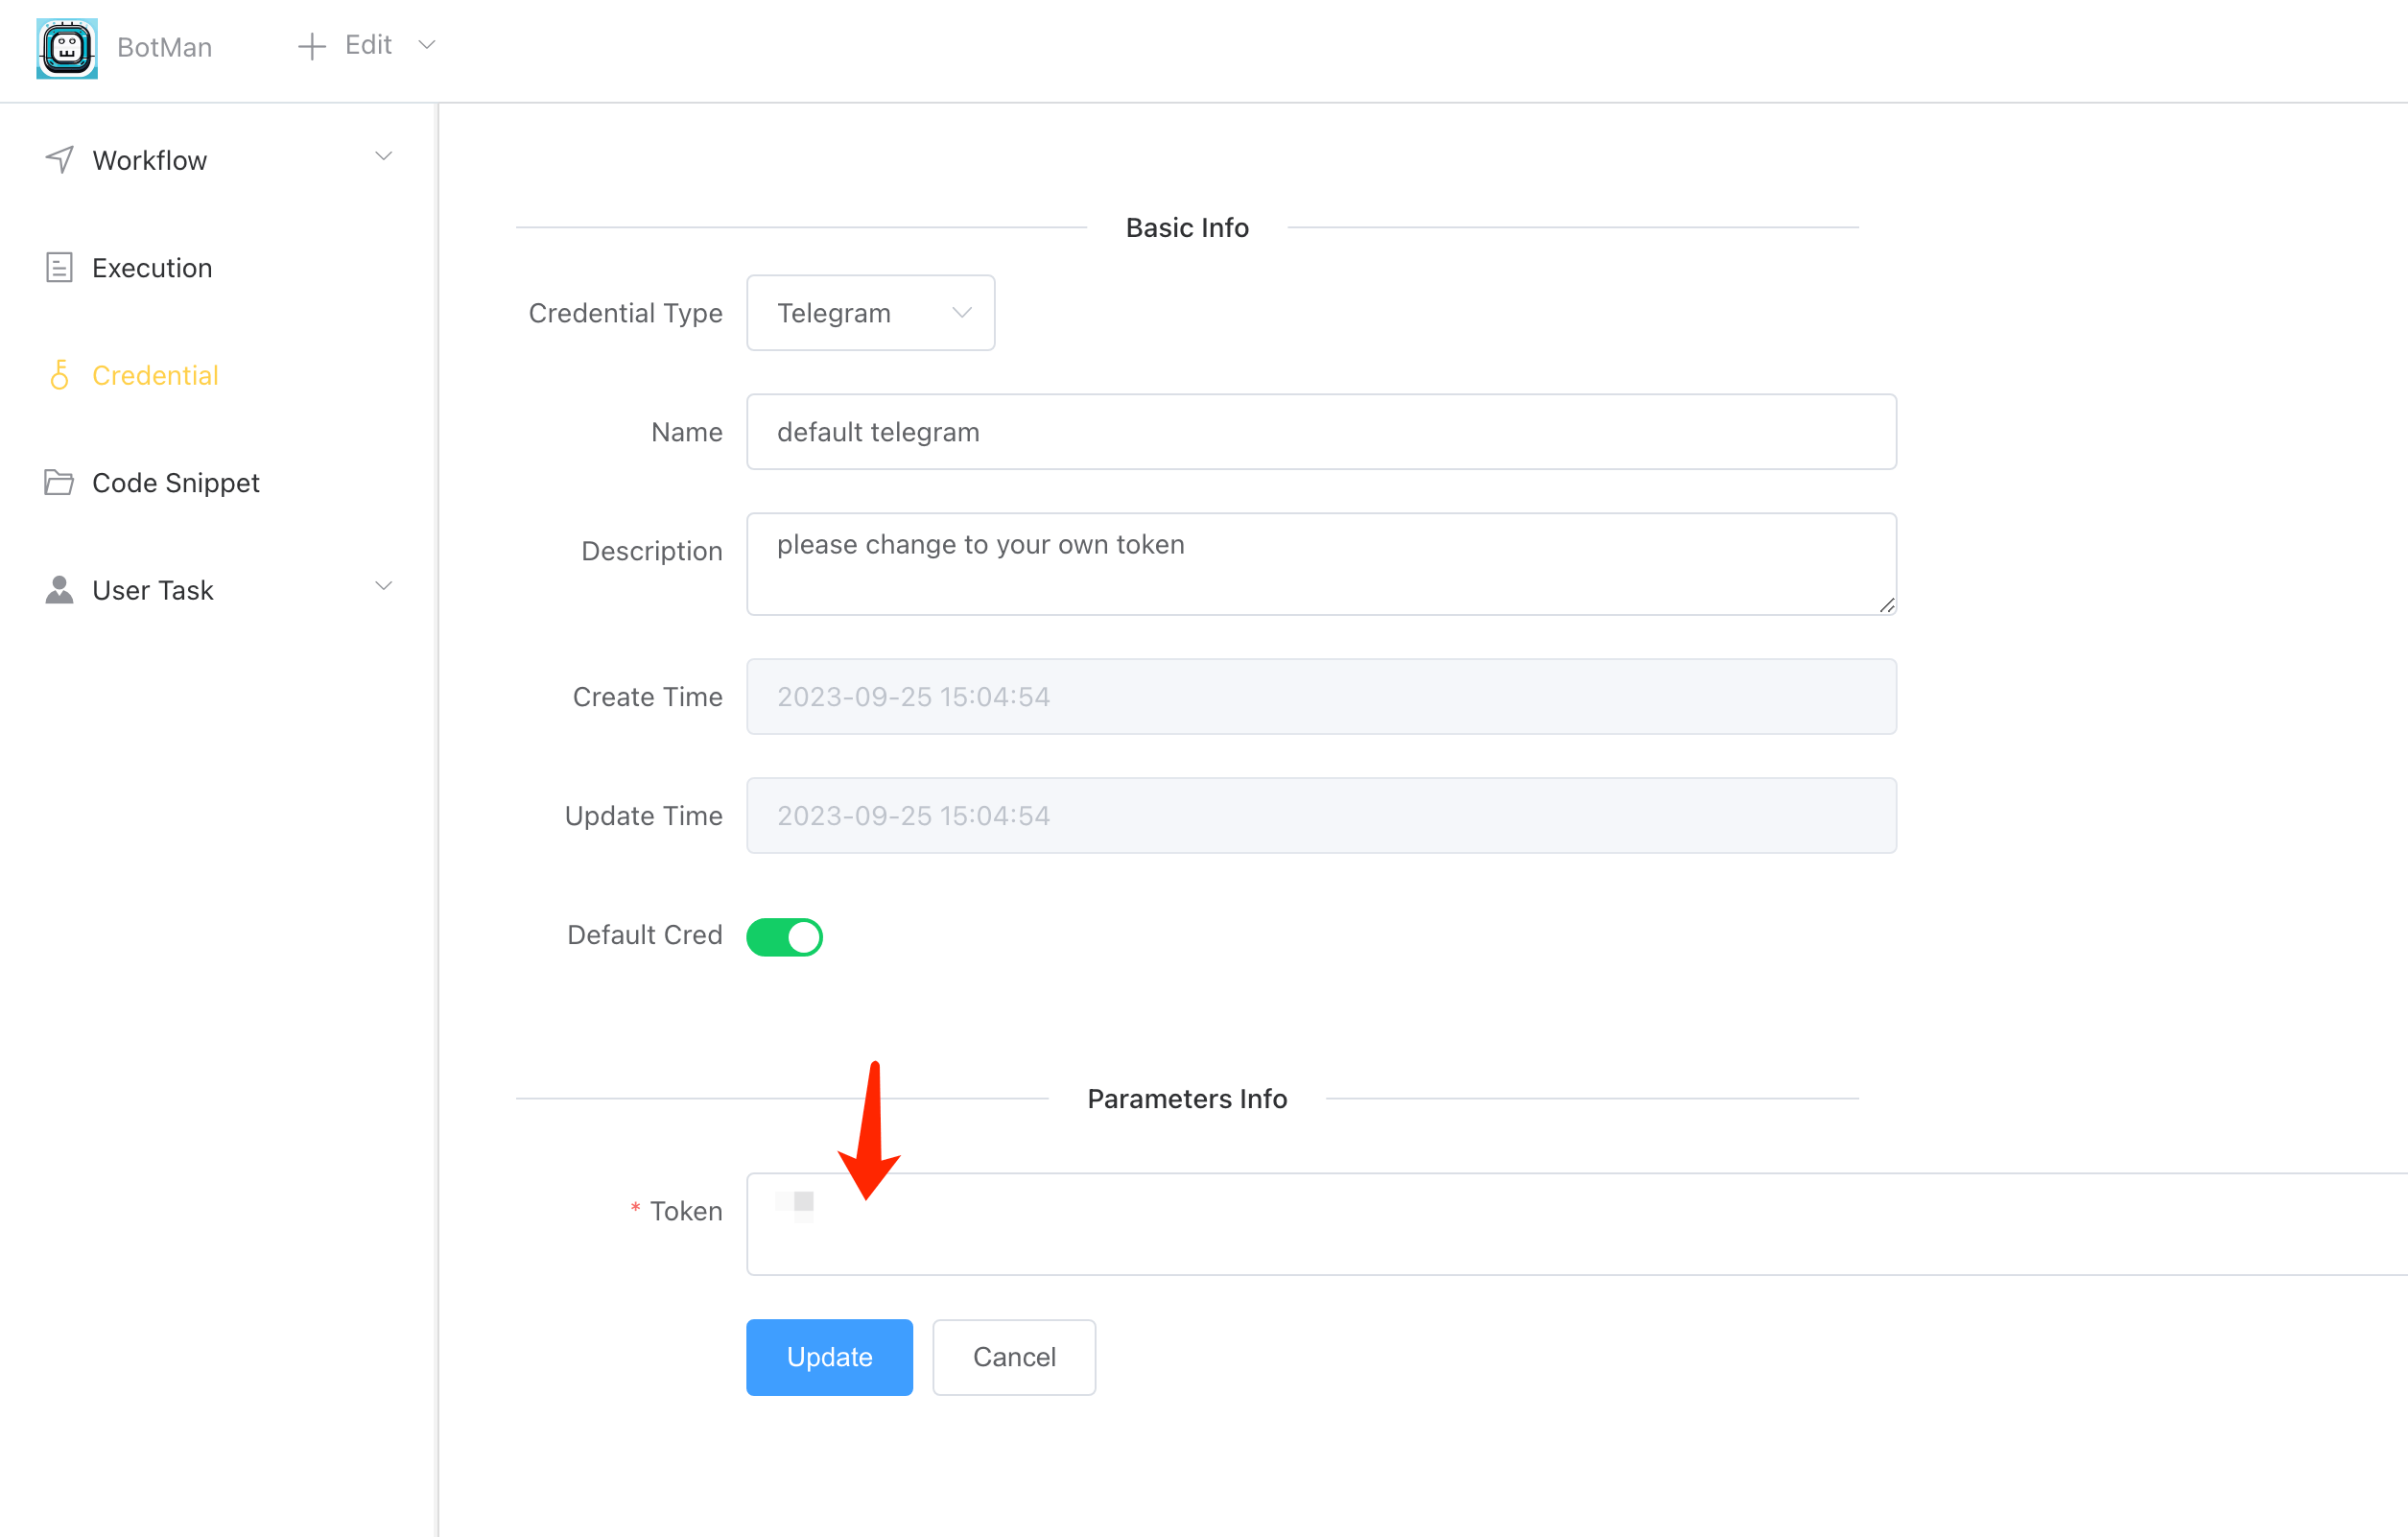 BotMan
Edit
Workflow
Execution
Credential
Code Snippet
User Task
Basic Info
Credential Type
Telegram
Name
default telegram
Description
please change to your own token
Create Time
2023-09-25 15:04:54
Update Time
2023-09-25 15:04:54
Default Cred
Parameters Info
* Token
Update
Cancel